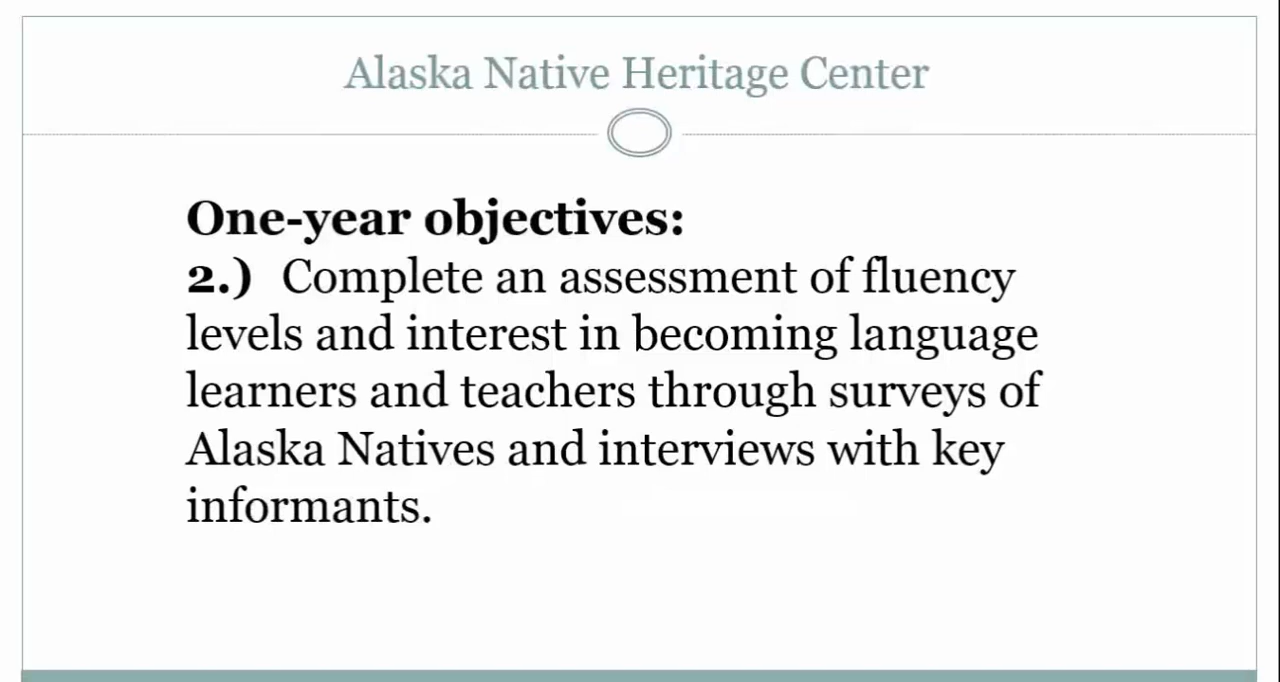 Alaska Native Heritage Center
One-year objectives:
2.) Complete an assessment of fluency
levels and interest in becoming language
learners and teachers through surveys of
Alaska Natives and interviews with key
informants.